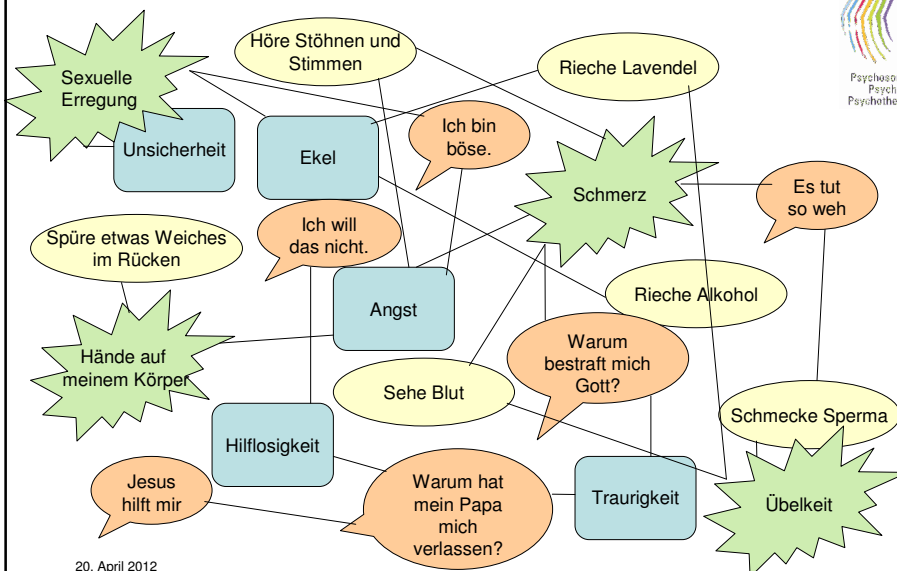 Höre Stöhnen und
Stimmen
Rieche Lavendel
Sexuelle
Erregung
Unsicherheit
Ekel
Ich bin
böse.
Schmerz
Es tut
so weh
Ich will
das nicht.
Spüre etwas Weiches
im Rücken
Angst
Rieche Alkohol
Hände auf
meinem Körper
Warum
bestraft mich
Gott?
Sehe Blut
Schmecke Sperma
Hilflosigkeit
Jesus
hilft mir
Warum hat
mein Papa
mich
verlassen?
Traurigkeit
Übelkeit
20. April 2012